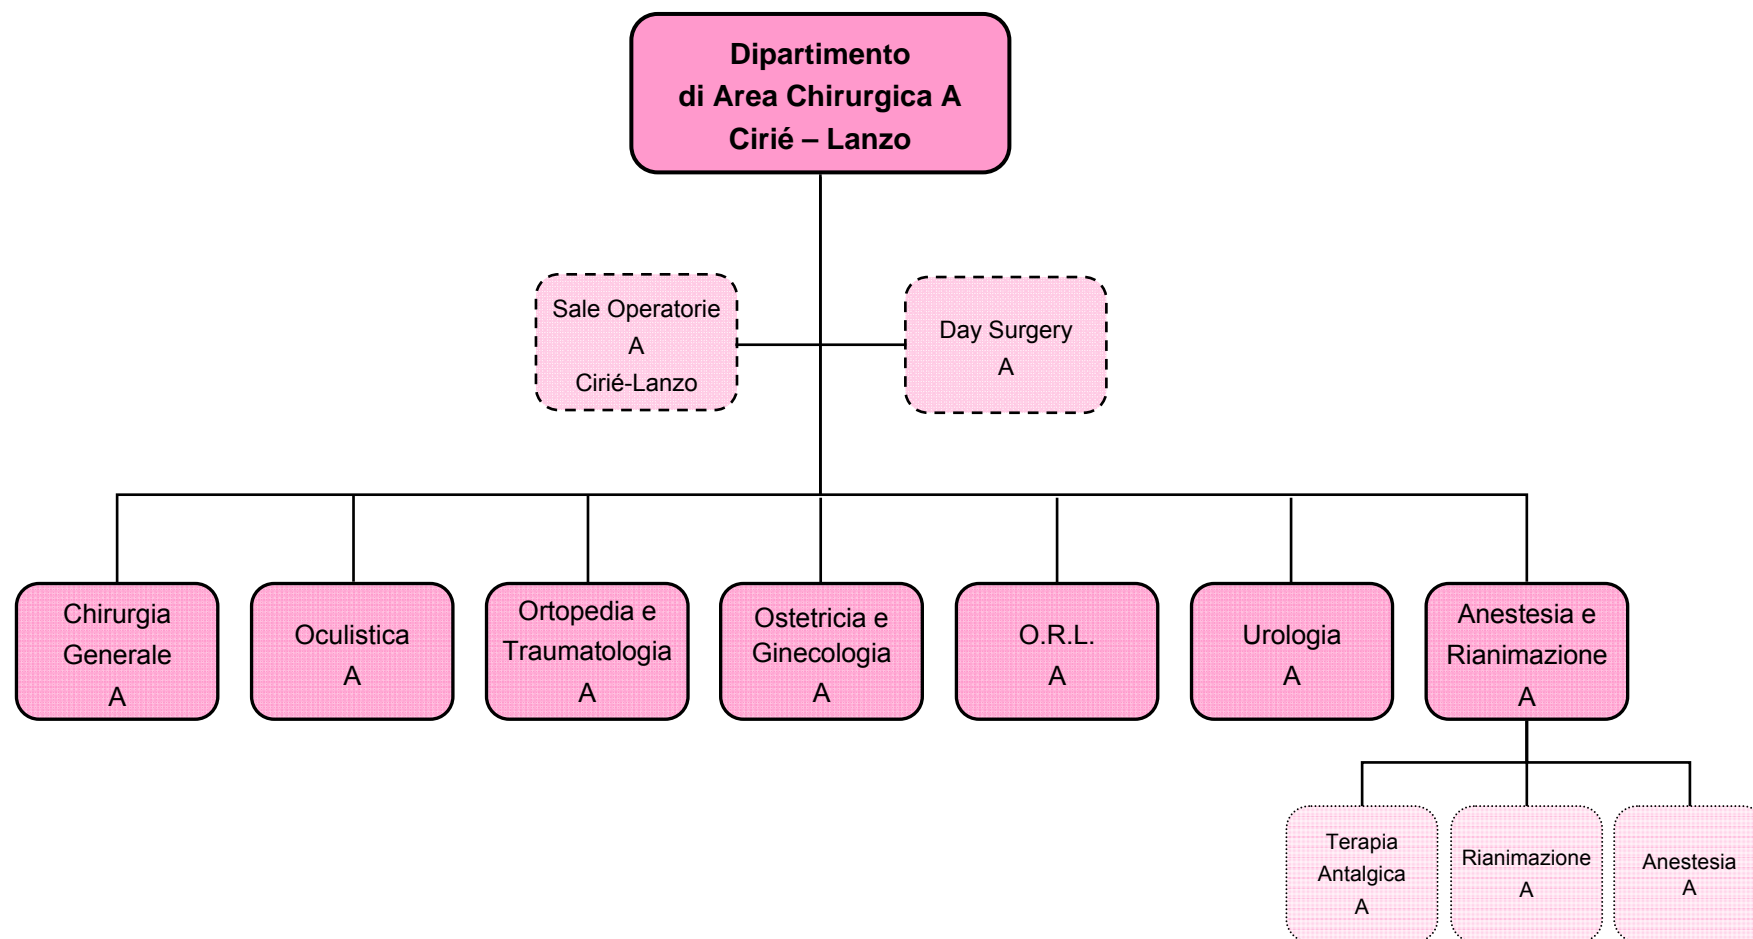 Dipartimento
di Area Chirurgica A
Cirié – Lanzo
Sale Operatorie
A
Cirié-Lanzo
Day Surgery
A
Chirurgia
Generale
A
Oculistica
A
Ortopedia e
Traumatologia
A
Ostetricia e
Ginecologia
A
O.R.L.
A
Urologia
A
Anestesia e
Rianimazione
A
Terapia
Antalgica
A
Rianimazione
A
Anestesia
A